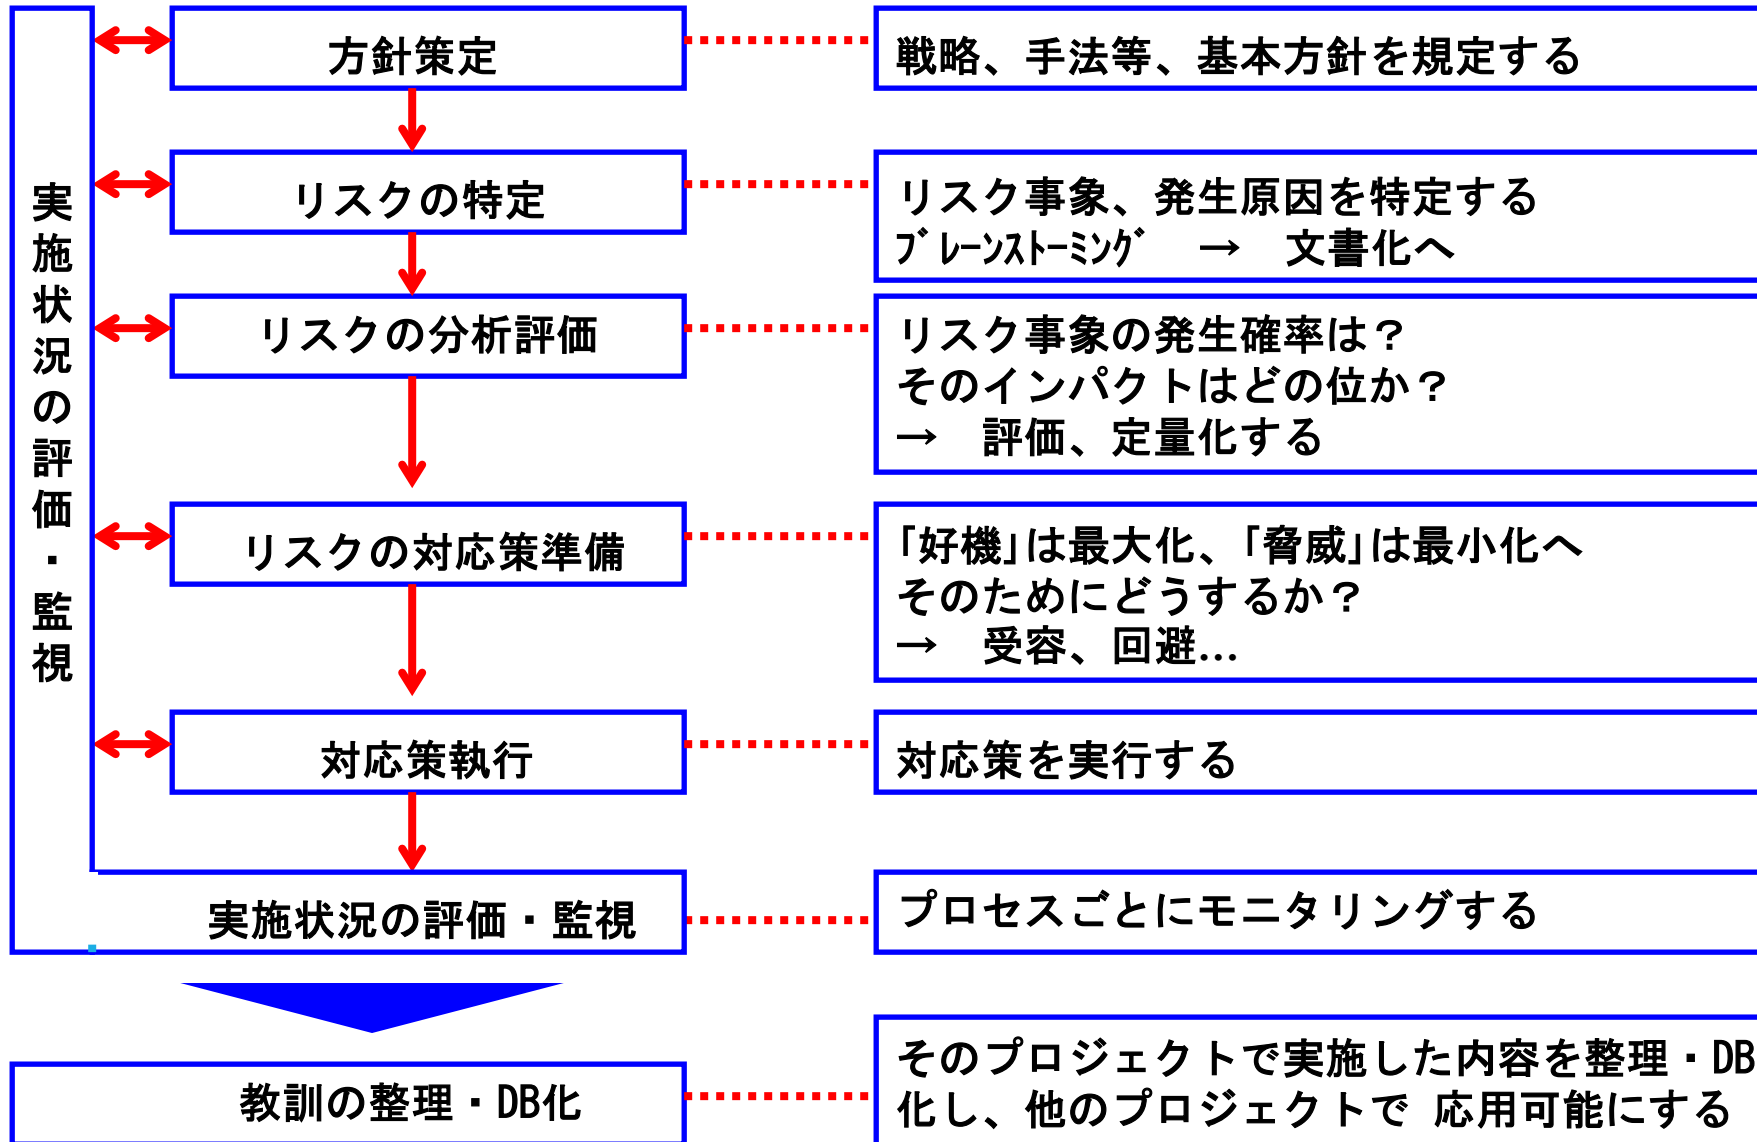 実施状況の評価・監視
方針策定
戦略、手法等、基本方針を規定する
リスクの特定
リスク事象、発生原因を特定する
ﾌﾞﾚｰﾝｽﾄｰﾐﾝｸﾞ → 文書化へ
リスクの分析評価
リスク事象の発生確率は？
そのインパクトはどの位か？
→ 評価、定量化する
リスクの対応策準備
「好機」は最大化、「脅威」は最小化へ
そのためにどうするか？
→ 受容、回避…
対応策執行
対応策を実行する
実施状況の評価・監視
プロセスごとにモニタリングする
教訓の整理・DB化
そのプロジェクトで実施した内容を整理・DB
化し、他のプロジェクトで 応用可能にする